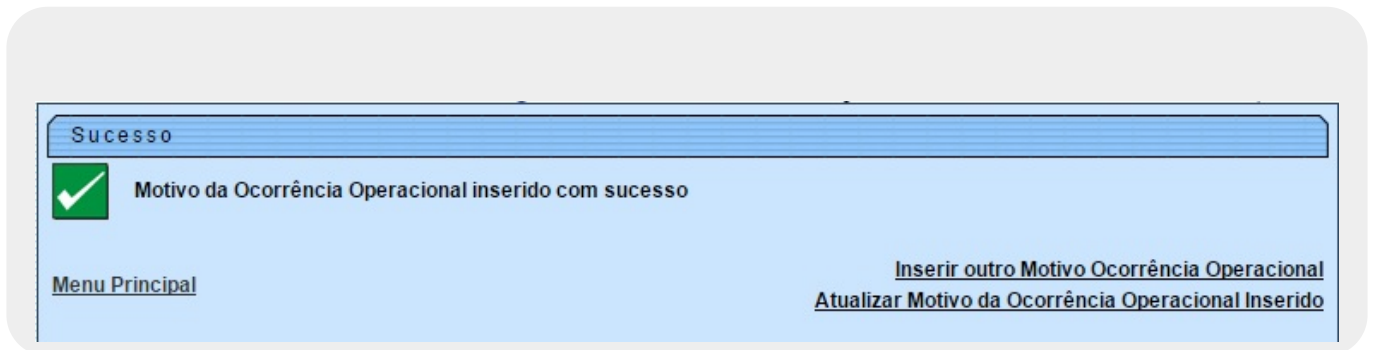 Sucesso
Motivo da Ocorrência Operacional inserido com sucesso
Menu Principal
Inserir outro Motivo Ocorrência Operacional
Atualizar Motivo da Ocorrência Operacional Inserido